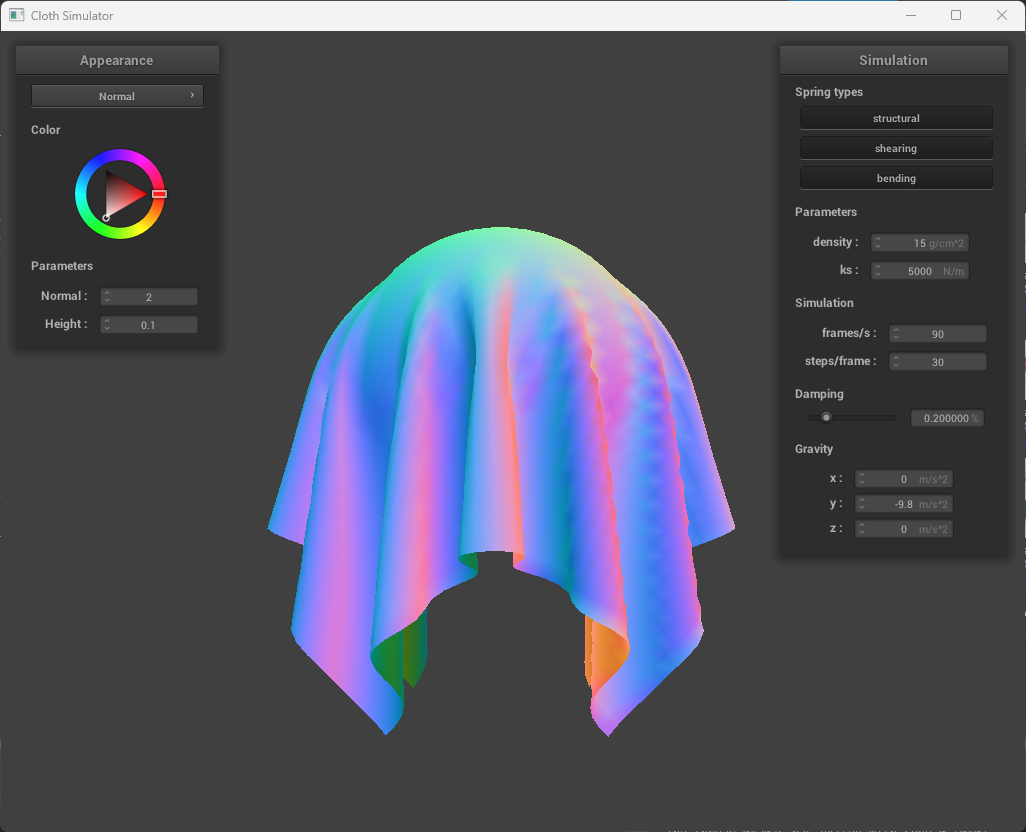 Cloth Simulator
Appearance
Normal
Color
Parameters
Normal : 2
Height : 0.1
Simulation
Spring types
structural
shearing
bending
Parameters
density : 15 g/cm^2
ks : 5000 N/m
Simulation
frames/s : 90
steps/frame : 30
Damping
0.200000 %
Gravity
x : 0 m/s^2
y : -9.8 m/s^2
z : 0 m/s^2